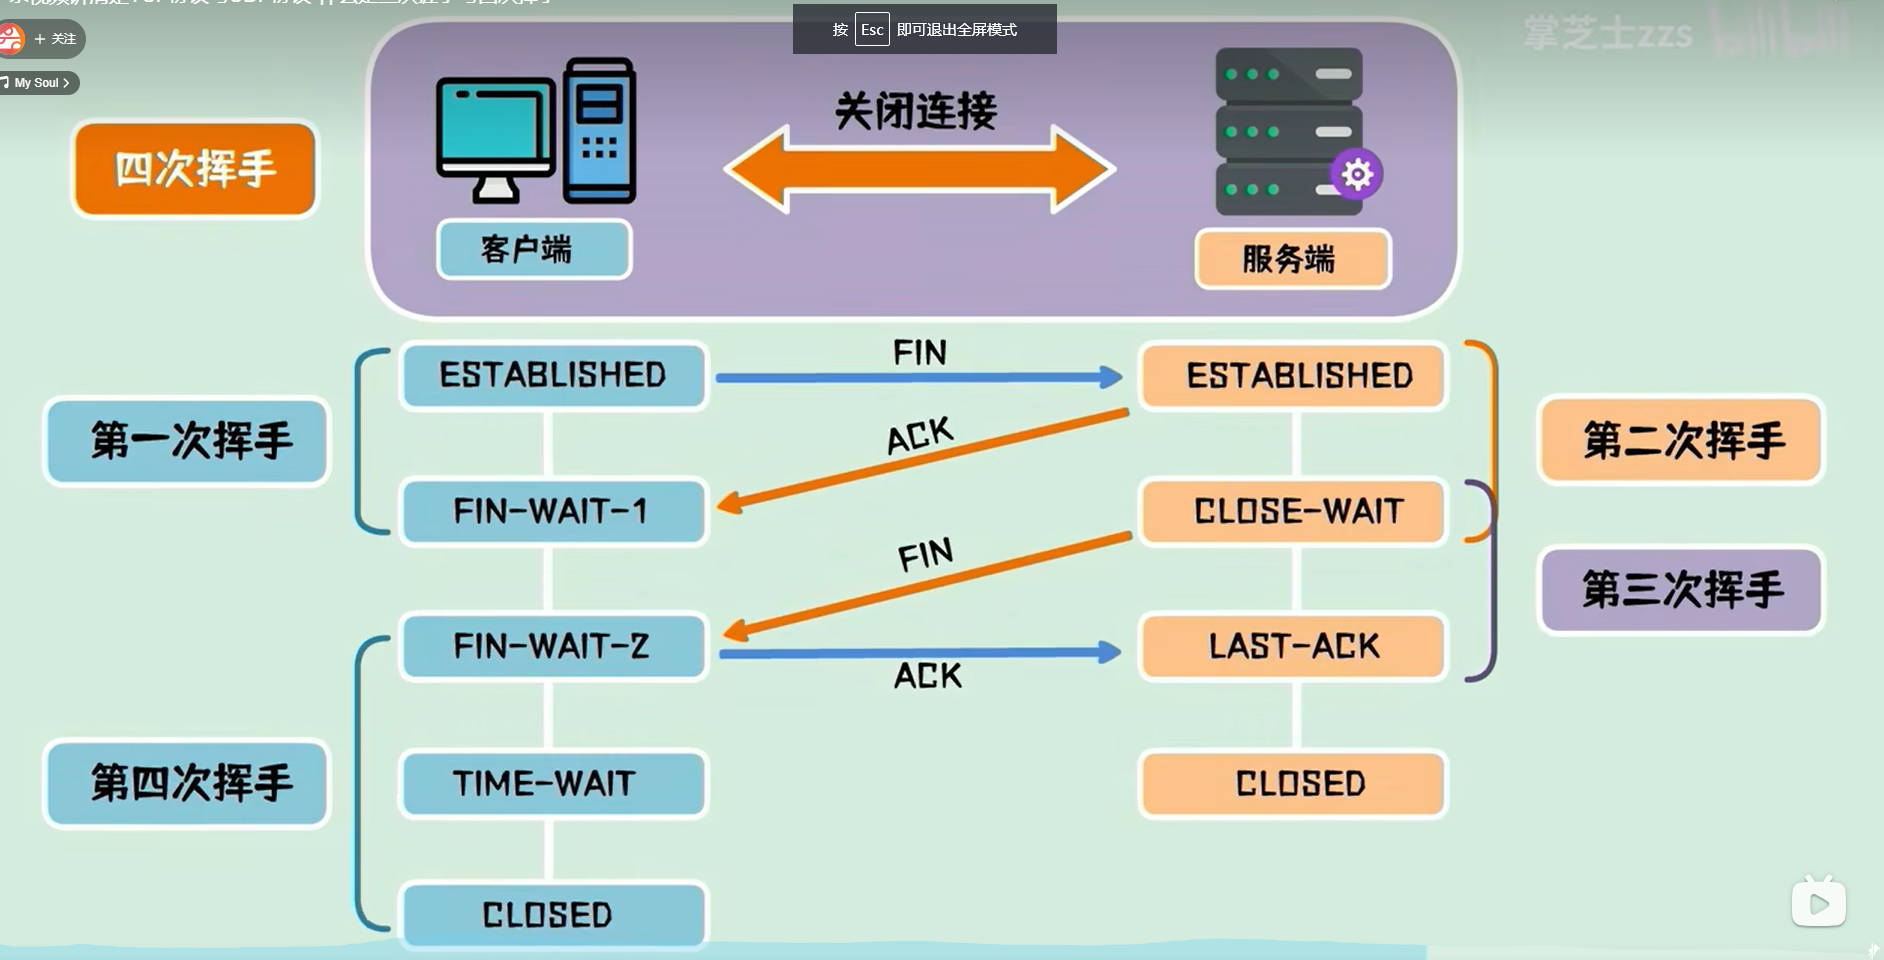 按 Esc 即可退出全屏模式
掌芝士zzs bilibili
+ 关注
My Soul
四次挥手
关闭连接
客户端
服务端
ESTABLISHED
FIN
ESTABLISHED
第一次挥手
ACK
第二次挥手
FIN-WAIT-1
CLOSE-WAIT
FIN
第三次挥手
FIN-WAIT-2
ACK
LAST-ACK
第四次挥手
TIME-WAIT
CLOSED
CLOSED